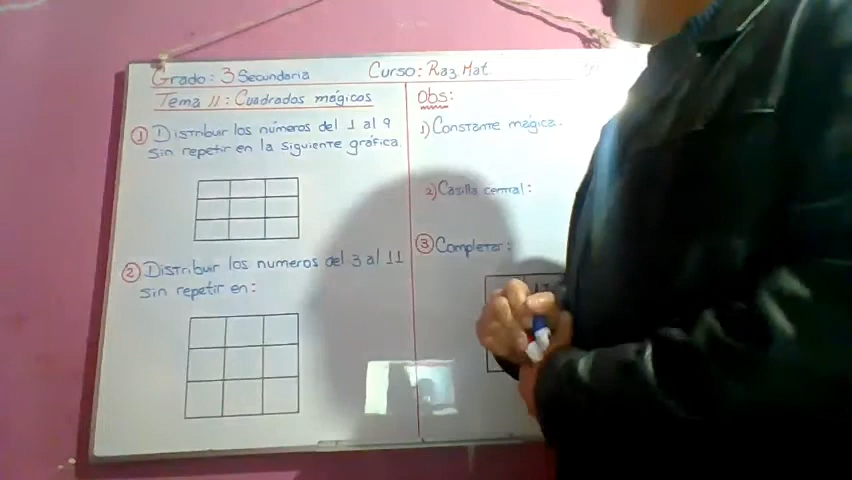 Grado: 3 Secundaria
Curso: Raz. Mat.
Tema 11: Cuadrados mágicos
① Distribuir los números del 1 al 9
sin repetir en la siguiente gráfica.
② Distribuir los numeros del 3 al 11
sin repetir en:
Obs:
1) Constante mágica.
2) Casilla central:
③ Completar: